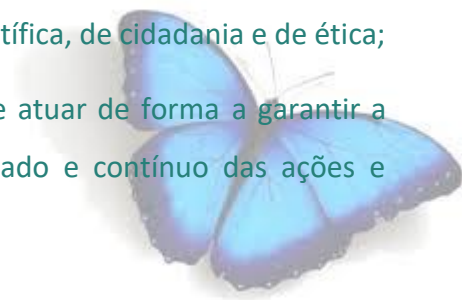 tífica, de cidadania e de ética;
e atuar de forma a garantir a
ado e contínuo das ações e